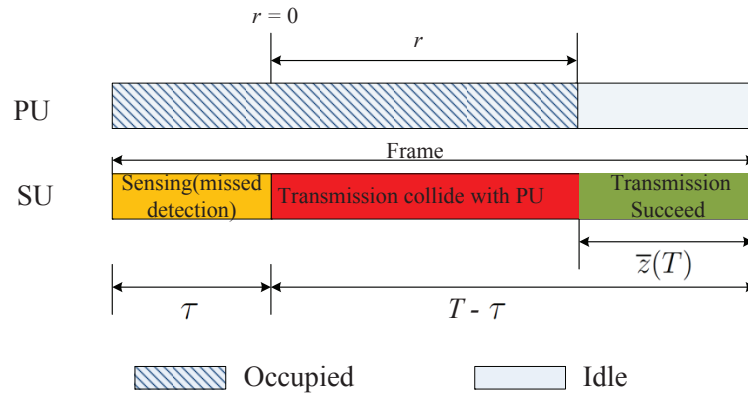 r = 0
r
PU
Frame
SU
Sensing(missed
detection)
Transmission collide with PU
Transmission
Succeed
z̅(T)
τ
T - τ
Occupied
Idle